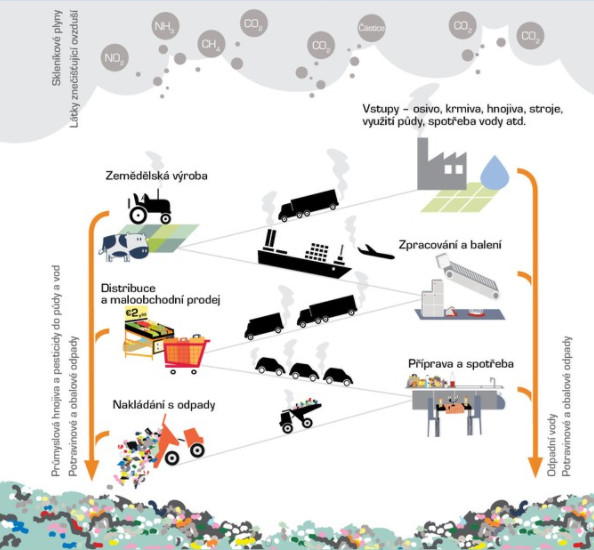 Skleníkové plyny
Látky znečišťující ovzduší
NO2
NH3
CH4
CO2
CO2
Částice
CO2
CO2
Vstupy – osivo, krmiva, hnojiva, stroje,
využití půdy, spotřeba vody atd.
Zemědělská výroba
Zpracování a balení
Distribuce
a maloobchodní prodej
€2,
Příprava a spotřeba
Nakládání s odpady
Průmyslová hnojiva a pesticidy do půdy a vod
Potravinové a obalové odpady
Odpadní vody
Potravinové a obalové odpady